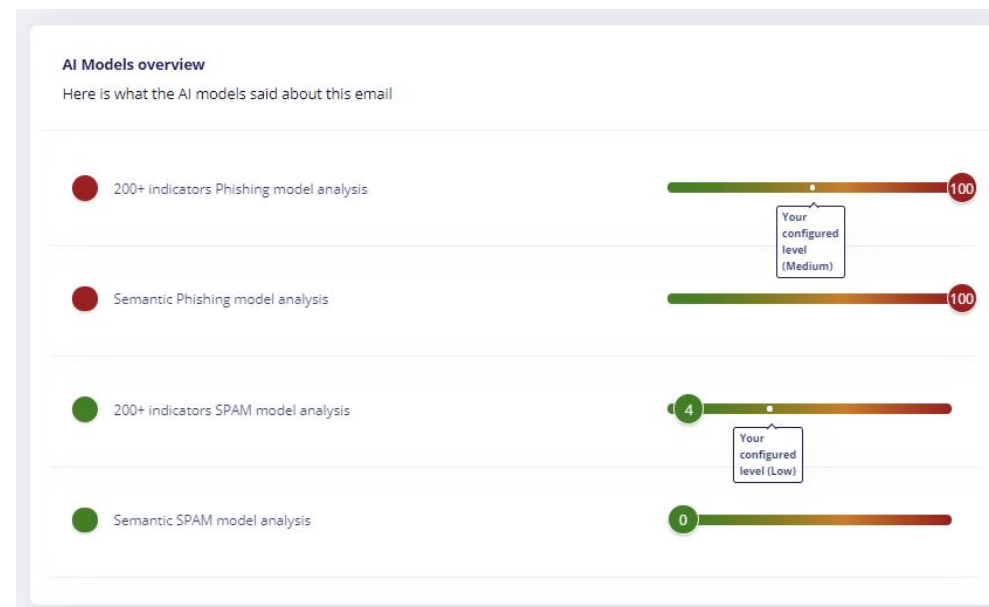 AI Models overview
Here is what the AI models said about this email
200+ indicators Phishing model analysis
100
Your
configured
level
(Medium)
Semantic Phishing model analysis
100
200+ indicators SPAM model analysis
4
Your
configured
level (Low)
Semantic SPAM model analysis
0